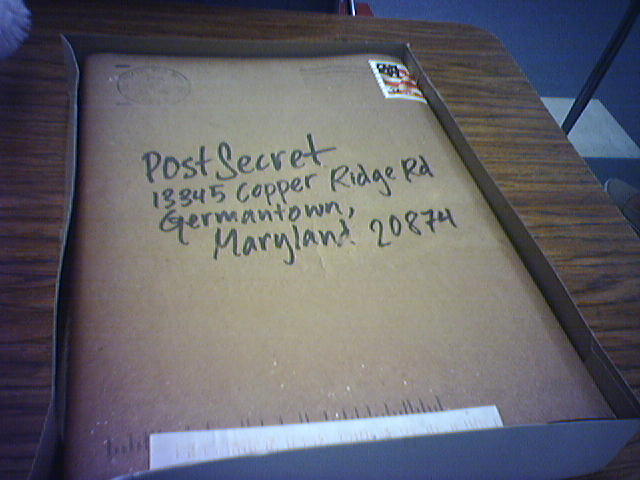 PostSecret
13345 Copper Ridge Rd
Germantown,
Maryland 20874